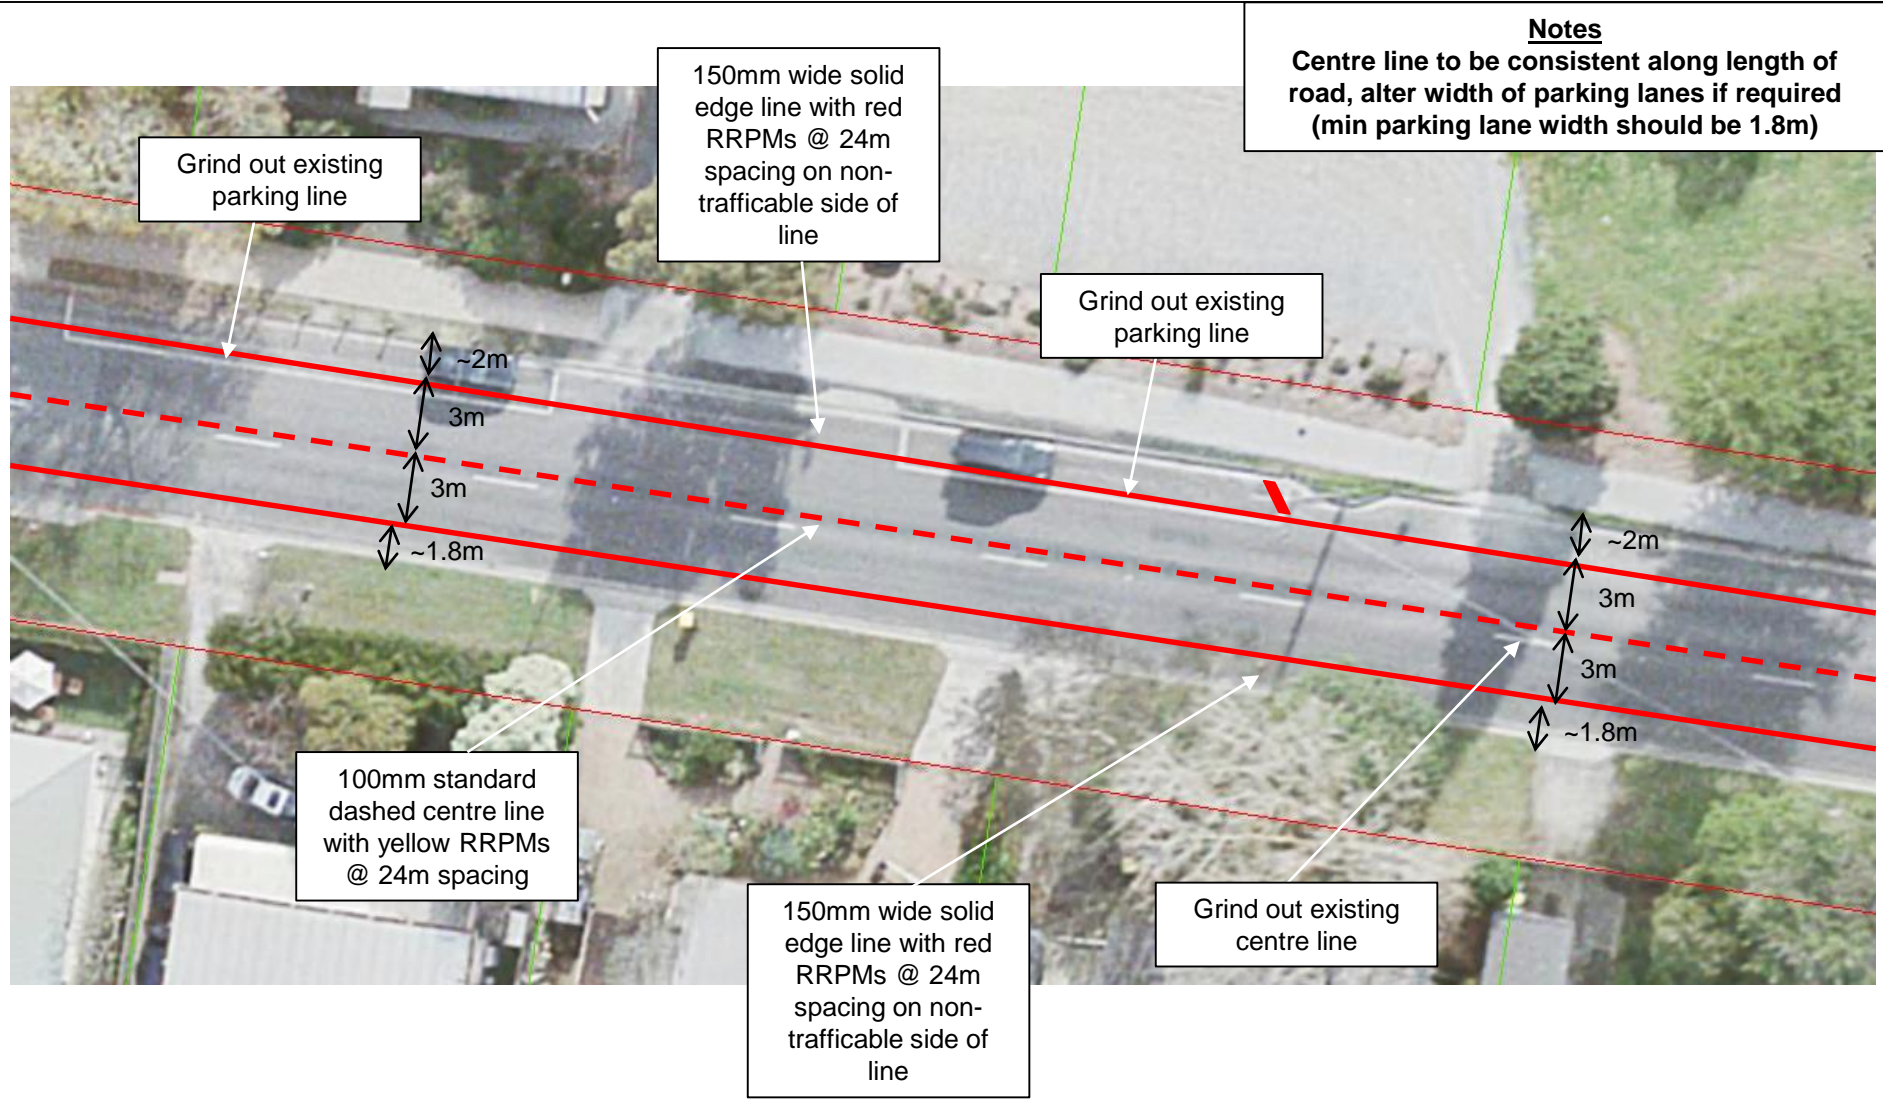 Notes
Centre line to be consistent along length of
road, alter width of parking lanes if required
(min parking lane width should be 1.8m)
150mm wide solid
edge line with red
RRPMs @ 24m
spacing on non-
trafficable side of
line
Grind out existing
parking line
Grind out existing
parking line
~2m
3m
3m
~1.8m
~2m
3m
3m
~1.8m
100mm standard
dashed centre line
with yellow RRPMs
@ 24m spacing
150mm wide solid
edge line with red
RRPMs @ 24m
spacing on non-
trafficable side of
line
Grind out existing
centre line